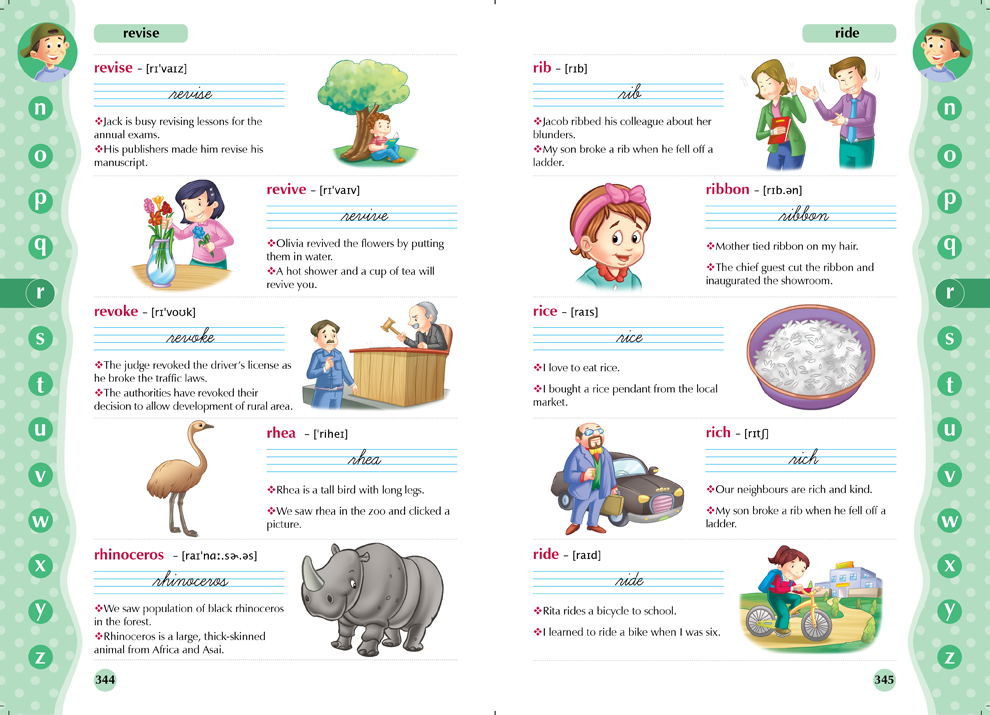 revise
revise – [rɪˈvaɪz]
revise
❖Jack is busy revising lessons for the
annual exams.
❖His publishers made him revise his
manuscript.
revive – [rɪˈvaɪv]
revive
❖Olivia revived the flowers by putting
them in water.
❖A hot shower and a cup of tea will
revive you.
revoke – [rɪˈvoʊk]
revoke
❖The judge revoked the driver’s license as
he broke the traffic laws.
❖The authorities have revoked their
decision to allow development of rural area.
rhea – [ˈriheɪ]
rhea
❖Rhea is a tall bird with long legs.
❖We saw rhea in the zoo and clicked a
picture.
rhinoceros – [raɪˈnɑː.sɚ.əs]
rhinoceros
❖We saw population of black rhinoceros
in the forest.
❖Rhinoceros is a large, thick-skinned
animal from Africa and Asai.
344
n
o
p
q
r
s
t
u
v
w
x
y
z
ride
rib – [rɪb]
rib
❖Jacob ribbed his colleague about her
blunders.
❖My son broke a rib when he fell off a
ladder.
ribbon – [rɪb.ən]
ribbon
❖Mother tied ribbon on my hair.
❖The chief guest cut the ribbon and
inaugurated the showroom.
rice – [raɪs]
rice
❖I love to eat rice.
❖I bought a rice pendant from the local
market.
rich – [rɪtʃ]
rich
❖Our neighbours are rich and kind.
❖My son broke a rib when he fell off a
ladder.
ride – [raɪd]
ride
❖Rita rides a bicycle to school.
❖I learned to ride a bike when I was six.
345
n
o
p
q
r
s
t
u
v
w
x
y
z